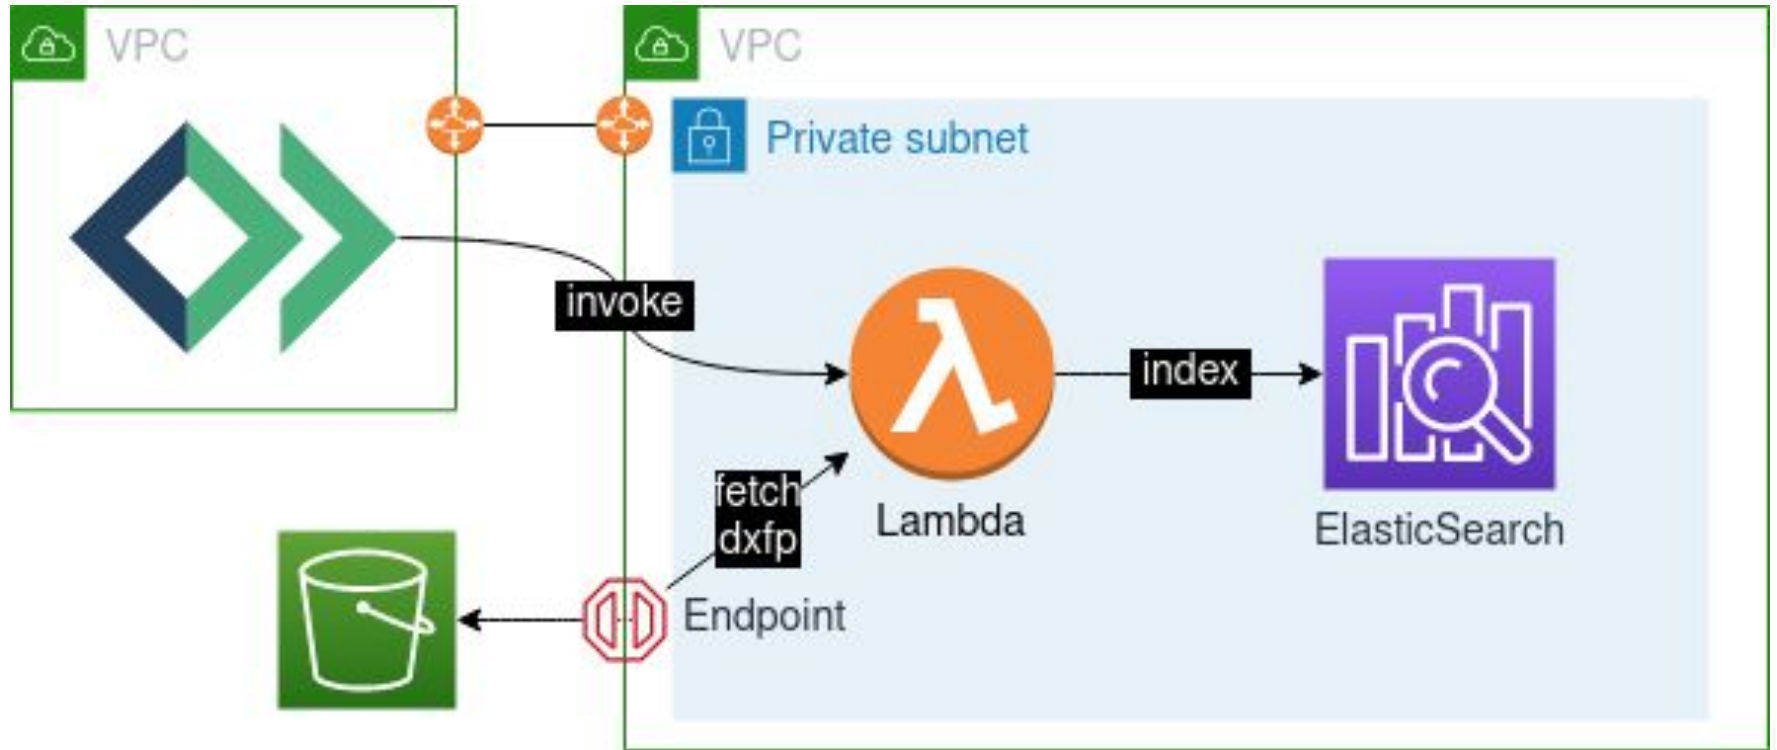 VPC
VPC
Private subnet
invoke
index
fetch
dxfp
Lambda
ElasticSearch
Endpoint